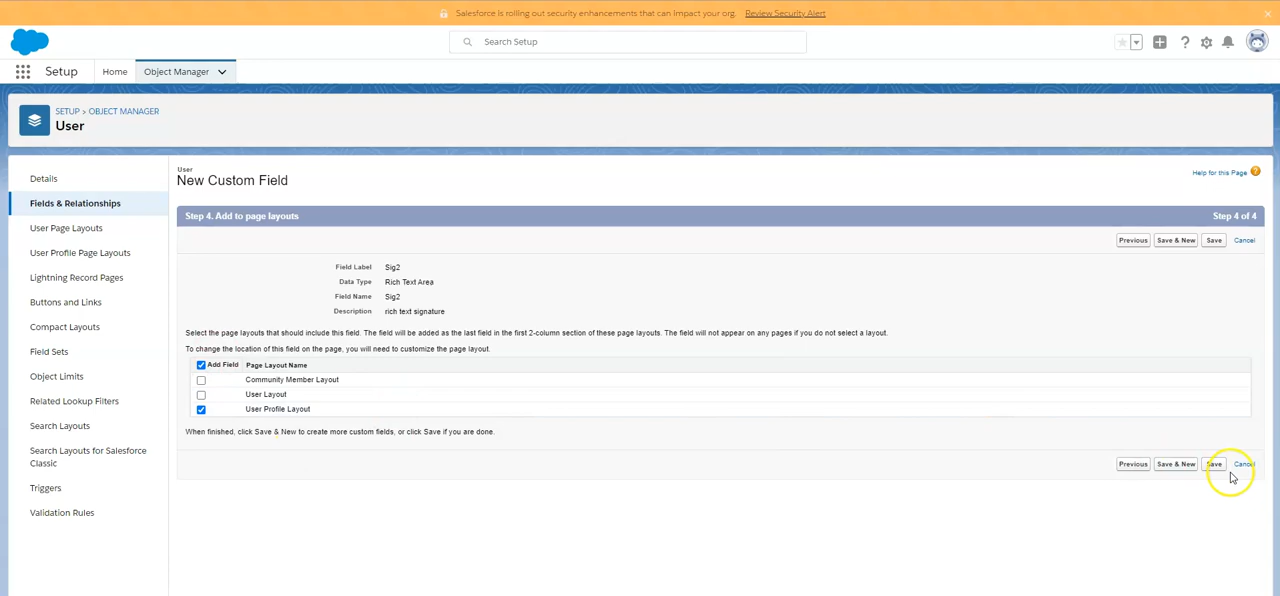 Salesforce is rolling out security enhancements that can impact your org. Review Security Alert
Search Setup
Setup Home Object Manager
SETUP > OBJECT MANAGER
User
Details
Fields & Relationships
User Page Layouts
User Profile Page Layouts
Lightning Record Pages
Buttons and Links
Compact Layouts
Field Sets
Object Limits
Related Lookup Filters
Search Layouts
Search Layouts for Salesforce
Classic
Triggers
Validation Rules
User
New Custom Field
Help for this Page ?
Step 4. Add to page layouts Step 4 of 4
Previous Save & New Save Cancel
Field Label Sig2
Data Type Rich Text Area
Field Name Sig2
Description rich text signature
Select the page layouts that should include this field. The field will be added as the last field in the first 2-column section of these page layouts. The field will not appear on any pages if you do not select a layout.
To change the location of this field on the page, you will need to customize the page layout.
Add Field Page Layout Name
Community Member Layout
User Layout
User Profile Layout
When finished, click Save & New to create more custom fields, or click Save if you are done.
Previous Save & New Save Cancel